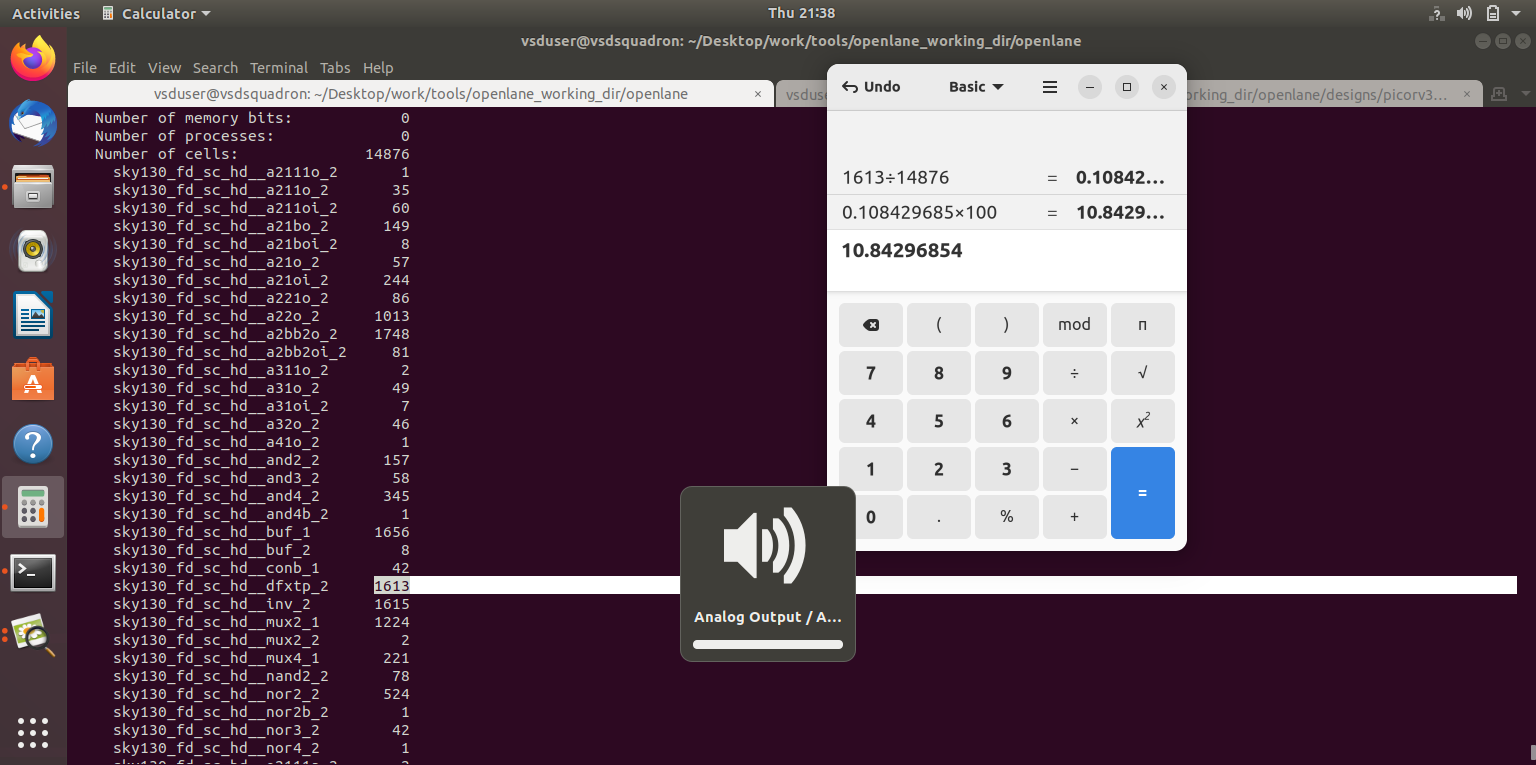 Activities Calculator Thu 21:38
vsduser@vsdsquadron: ~/Desktop/work/tools/openlane_working_dir/openlane
File Edit View Search Terminal Tabs Help
vsduser@vsdsquadron: ~/Desktop/work/tools/openlane_working_dir/openlane ×
vsdus
orking_dir/openlane/designs/picorv3... ×
Number of memory bits: 0
Number of processes: 0
Number of cells: 14876
sky130_fd_sc_hd__a2111o_2 1
sky130_fd_sc_hd__a211o_2 35
sky130_fd_sc_hd__a211oi_2 60
sky130_fd_sc_hd__a21bo_2 149
sky130_fd_sc_hd__a21boi_2 8
sky130_fd_sc_hd__a21o_2 57
sky130_fd_sc_hd__a21oi_2 244
sky130_fd_sc_hd__a221o_2 86
sky130_fd_sc_hd__a22o_2 1013
sky130_fd_sc_hd__a2bb2o_2 1748
sky130_fd_sc_hd__a2bb2oi_2 81
sky130_fd_sc_hd__a311o_2 2
sky130_fd_sc_hd__a31o_2 49
sky130_fd_sc_hd__a31oi_2 7
sky130_fd_sc_hd__a32o_2 46
sky130_fd_sc_hd__a41o_2 1
sky130_fd_sc_hd__and2_2 157
sky130_fd_sc_hd__and3_2 58
sky130_fd_sc_hd__and4_2 345
sky130_fd_sc_hd__and4b_2 1
sky130_fd_sc_hd__buf_1 1656
sky130_fd_sc_hd__buf_2 8
sky130_fd_sc_hd__conb_1 42
sky130_fd_sc_hd__dfxtp_2 1613
sky130_fd_sc_hd__inv_2 1615
sky130_fd_sc_hd__mux2_1 1224
sky130_fd_sc_hd__mux2_2 2
sky130_fd_sc_hd__mux4_1 221
sky130_fd_sc_hd__nand2_2 78
sky130_fd_sc_hd__nor2_2 524
sky130_fd_sc_hd__nor2b_2 1
sky130_fd_sc_hd__nor3_2 42
sky130_fd_sc_hd__nor4_2 1
Undo Basic
1613÷14876 = 0.10842...
0.108429685×100 = 10.8429...
10.84296854
( ) mod π
7 8 9 ÷ √
4 5 6 × x²
1 2 3 − =
0 . % +
Analog Output / A...